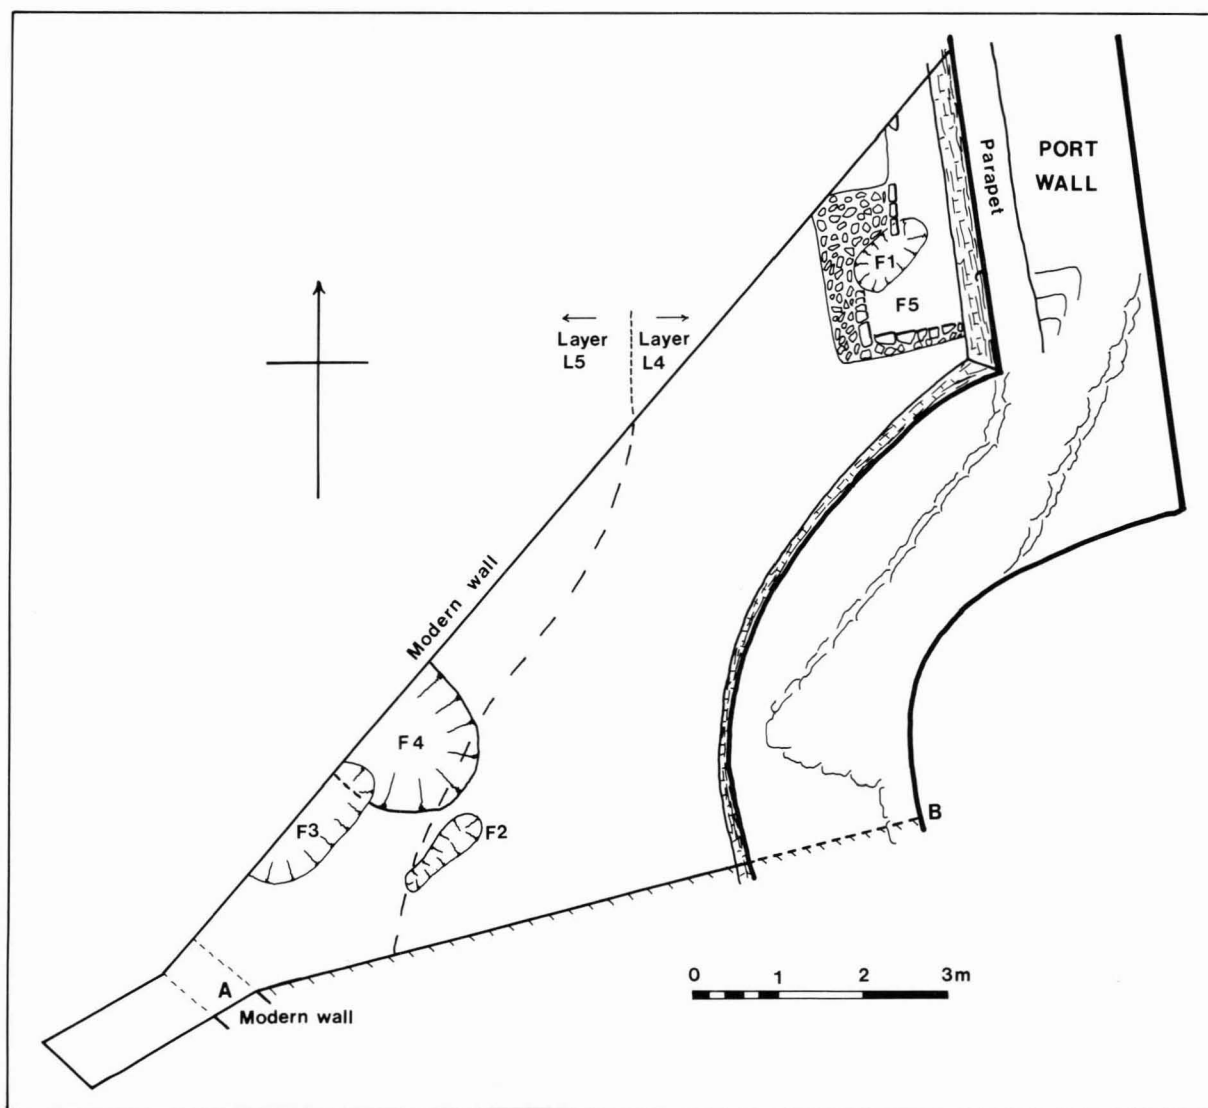 PORT
WALL
Parapet
F1
F5
Layer
L5
Layer
L4
Modern wall
F4
F3
F2
B
A
Modern wall
0 1 2 3m